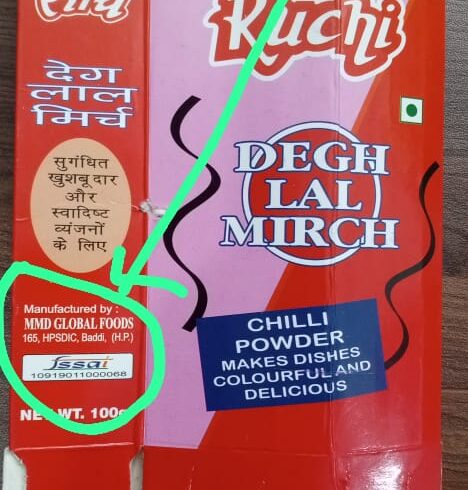 Ruchi
देग
लाल
मिर्च
सुगंधित
खुशबूदार
और
स्वादिष्ट
व्यंजनों
के लिए
Manufactured by :
MMD GLOBAL FOODS
165, HPSDIC, Baddi, (H.P.)
fssai
10919011000068
NET WT. 100g
DEGH
LAL
MIRCH
CHILLI
POWDER
MAKES DISHES
COLOURFUL AND
DELICIOUS